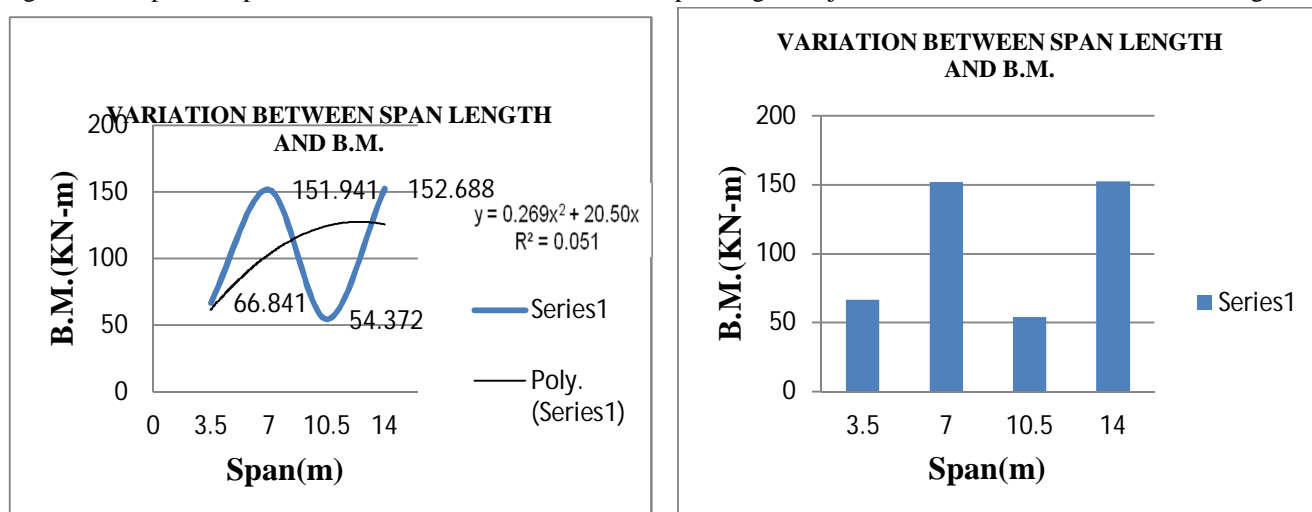 VARIATION BETWEEN SPAN LENGTH
AND B.M.
200
150
100
50
0
B.M.(KN-m)
151.941
152.688
66.841
54.372
y = 0.269x² + 20.50x
R² = 0.051
Series1
Poly.
(Series1)
0 3.5 7 10.5 14
Span(m)
VARIATION BETWEEN SPAN LENGTH
AND B.M.
200
150
100
50
0
B.M.(KN-m)
Series1
3.5 7 10.5 14
Span(m)